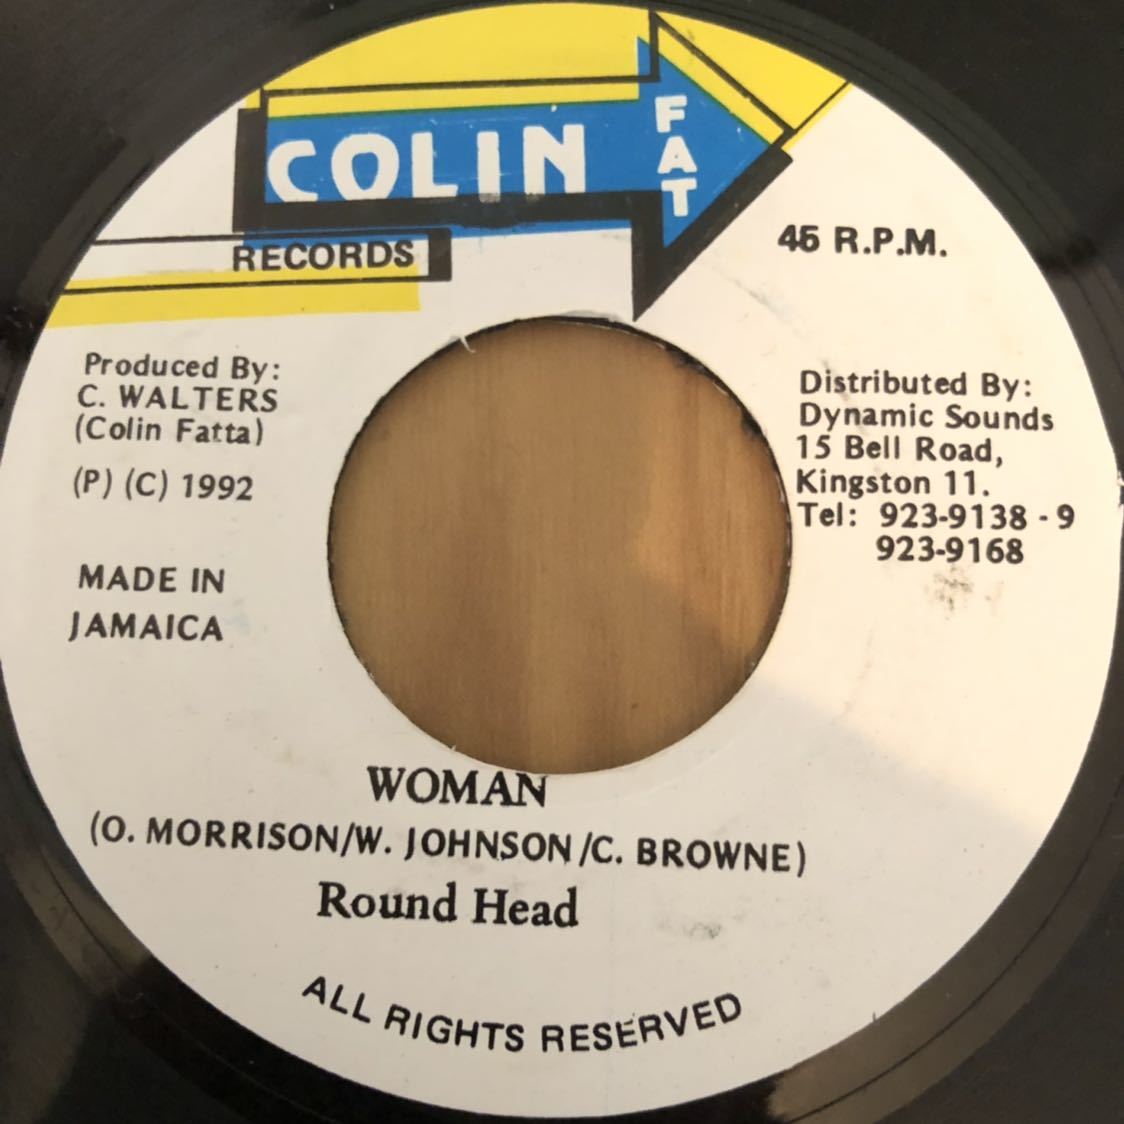 COLIN
FAT
RECORDS
45 R.P.M.
Produced By:
C. WALTERS
(Colin Fatta)
(P) (C) 1992
MADE IN
JAMAICA
Distributed By:
Dynamic Sounds
15 Bell Road,
Kingston 11.
Tel: 923-9138 - 9
923-9168
WOMAN
(O. MORRISON/W. JOHNSON/C. BROWNE)
Round Head
ALL RIGHTS RESERVED